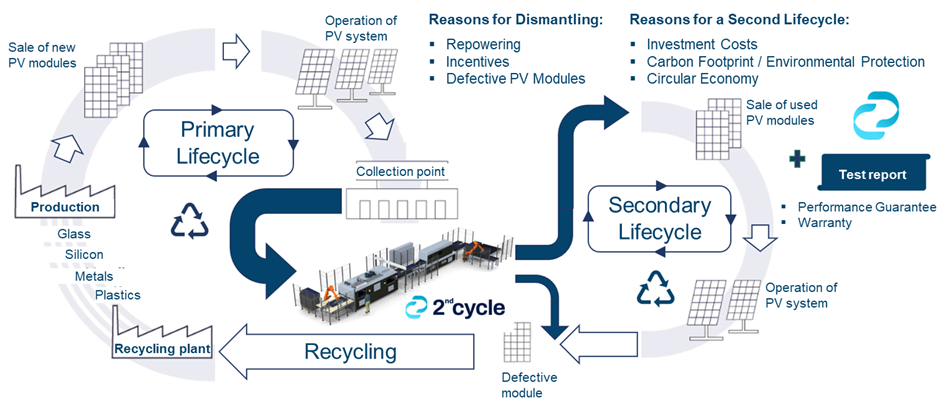 Sale of new
PV modules
Operation of
PV system
Reasons for Dismantling:
▪ Repowering
▪ Incentives
▪ Defective PV Modules
Reasons for a Second Lifecycle:
▪ Investment Costs
▪ Carbon Footprint / Environmental Protection
▪ Circular Economy
Primary
Lifecycle
Collection point
Production
Glass
Silicon
Metals
Plastics
Recycling plant
Recycling
2ndcycle
Defective
module
Secondary
Lifecycle
Sale of used
PV modules
+
Test report
▪ Performance Guarantee
▪ Warranty
Operation of
PV system